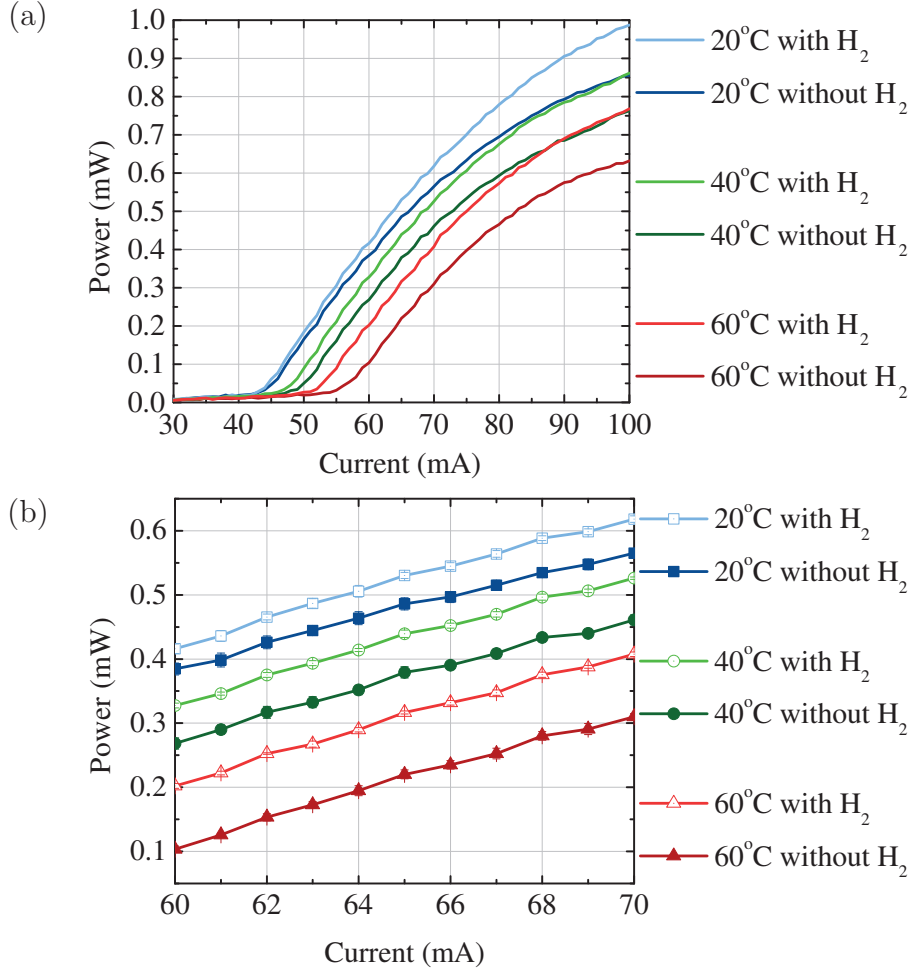 (a)
1.0
0.9
0.8
0.7
0.6
0.5
0.4
0.3
0.2
0.1
0.0
Power (mW)
30 40 50 60 70 80 90 100
Current (mA)
20°C with H₂
20°C without H₂
40°C with H₂
40°C without H₂
60°C with H₂
60°C without H₂
(b)
0.6
0.5
0.4
0.3
0.2
0.1
Power (mW)
60 62 64 66 68 70
Current (mA)
20°C with H₂
20°C without H₂
40°C with H₂
40°C without H₂
60°C with H₂
60°C without H₂